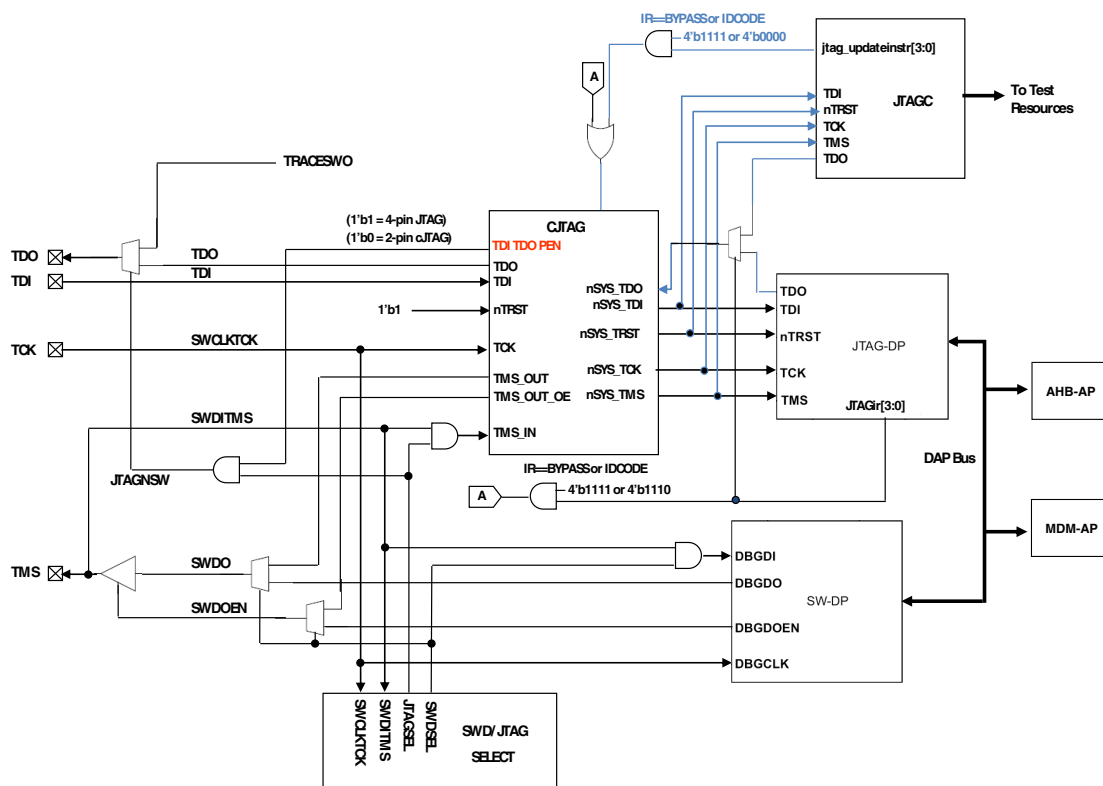 IR==BYPASS or IDCODE
4'b1111 or 4'b0000
jtag_updateinstr[3:0]
A
JTAGC
TDI
nTRST
TCK
TMS
TDO
To Test
Resources
TRACESWO
(1'b1 = 4-pin JTAG)
(1'b0 = 2-pin cJTAG)
CJTAG
TDI TDO PEN
TDO
TDI
nTRST
TCK
TMS_OUT
TMS_OUT_OE
TMS_IN
nSYS_TDO
nSYS_TDI
nSYS_TRST
nSYS_TCK
nSYS_TMS
TDO
TDO
TDI
TDI
1'b1
TCK
SWCLKTCK
SWDITMS
JTAGNSW
TDO
TDI
nTRST
TCK
TMS
JTAG-DP
JTAGir[3:0]
AHB-AP
DAP Bus
MDM-AP
IR==BYPASS or IDCODE
4'b1111 or 4'b1110
A
TMS
SWDO
SWDOEN
DBGDI
DBGDO
SW-DP
DBGDOEN
DBGCLK
SWCLKTCK
SWDITMS
JTAGSEL
SWDSEL
SWD/JTAG
SELECT